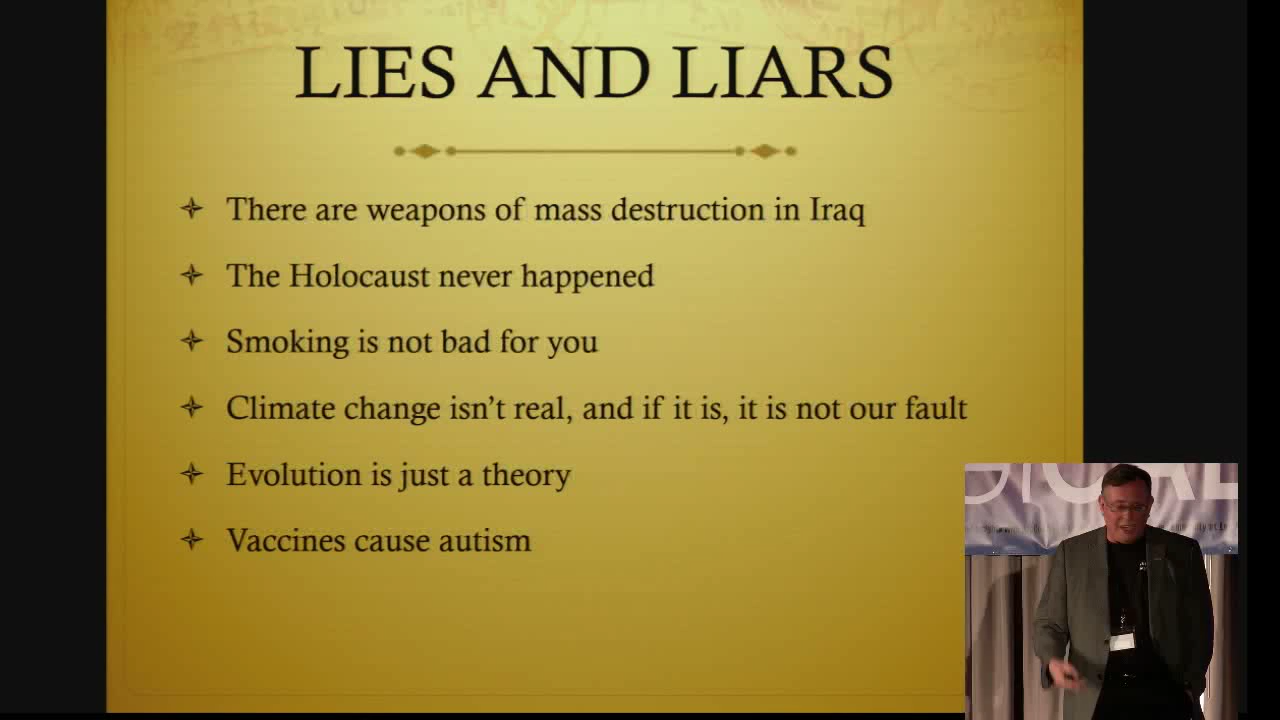 LIES AND LIARS
There are weapons of mass destruction in Iraq
The Holocaust never happened
Smoking is not bad for you
Climate change isn’t real, and if it is, it is not our fault
Evolution is just a theory
Vaccines cause autism